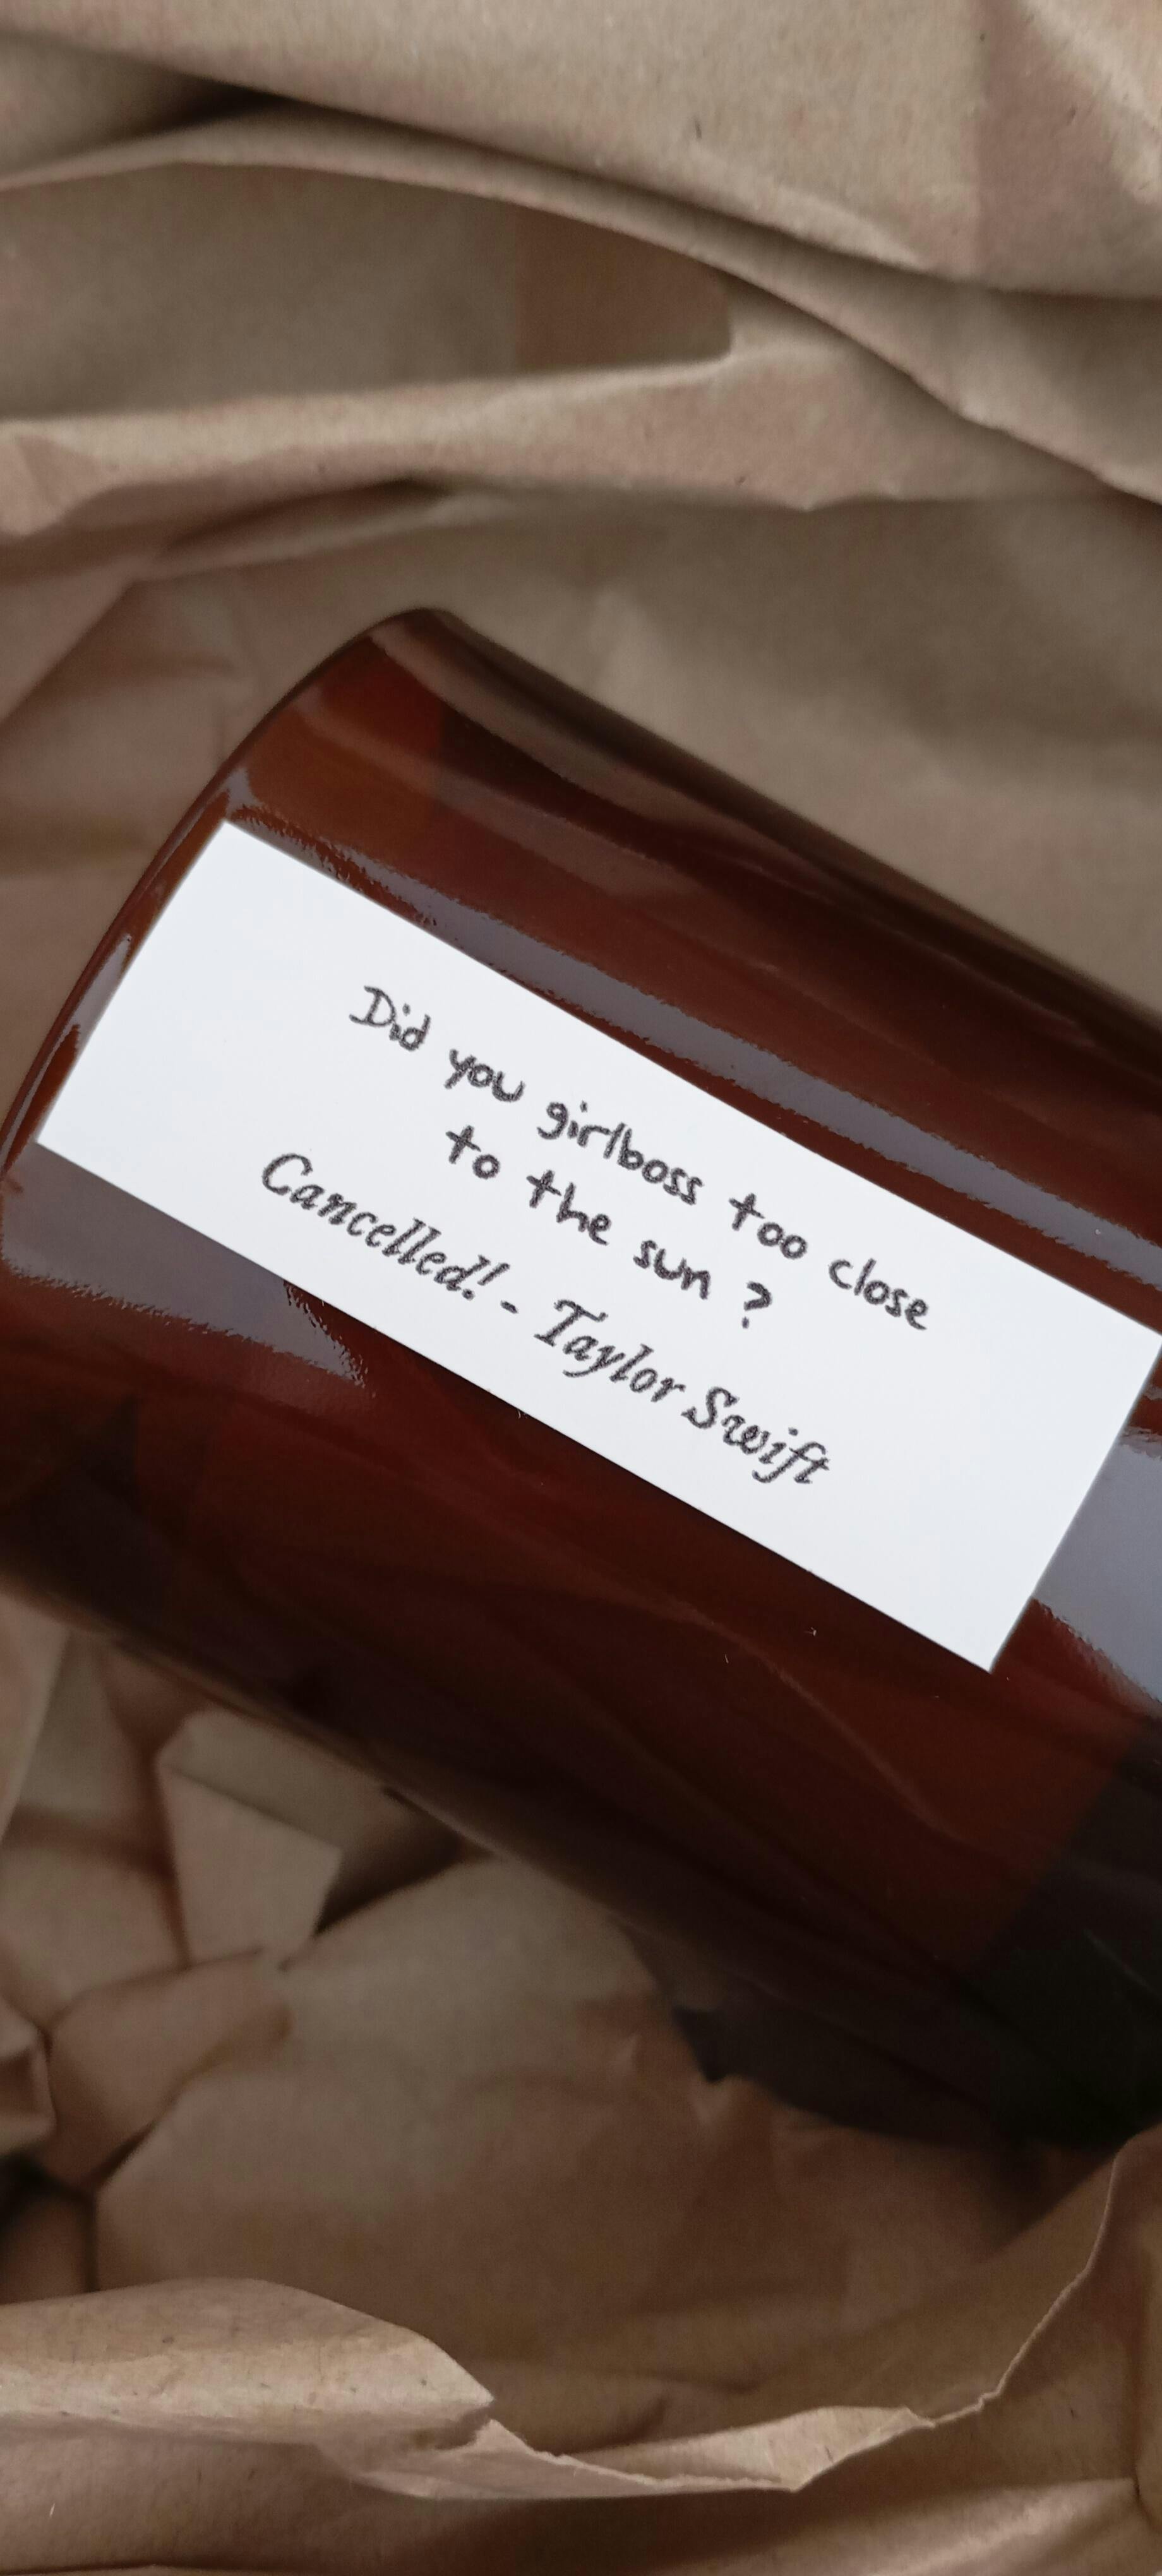 Did you girlboss too close
to the sun ?
Cancelled! - Taylor Swift